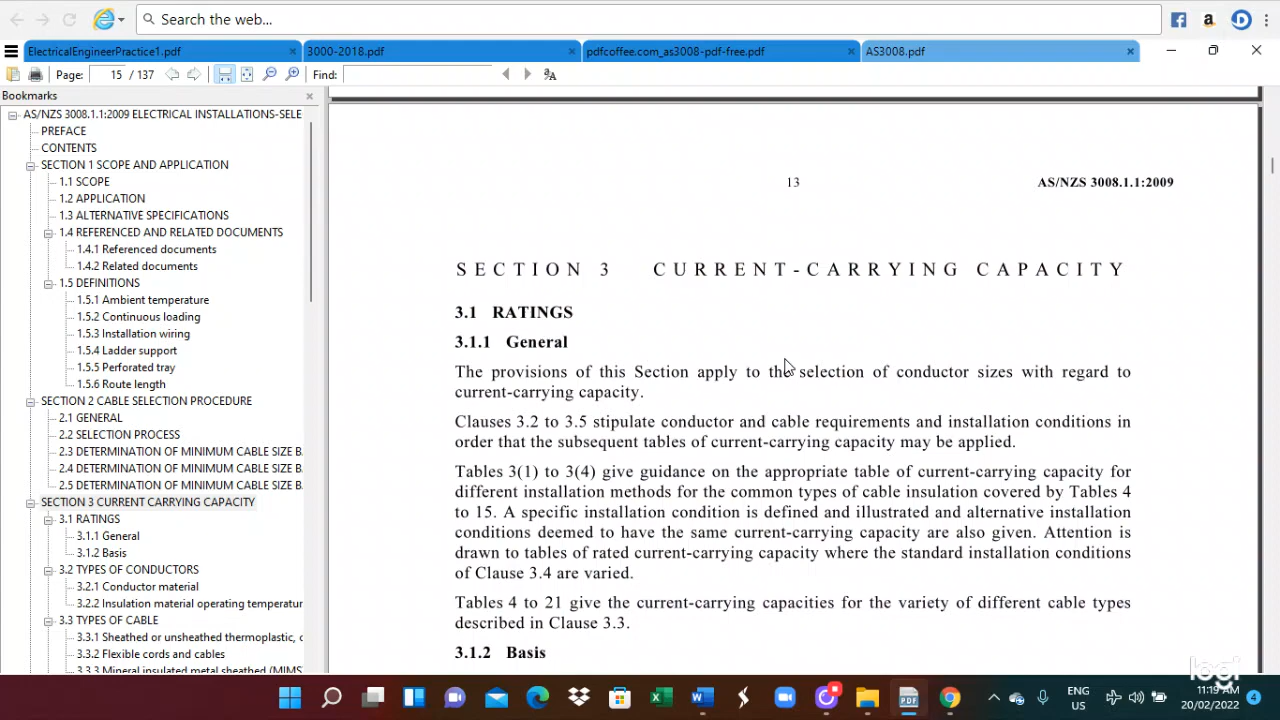 Search the web...
ElectricalEngineerPractice1.pdf
3000-2018.pdf
pdfcoffee.com_as3008-pdf-free.pdf
AS3008.pdf
Page: 15 / 137 Find:
Bookmarks
AS/NZS 3008.1.1:2009 ELECTRICAL INSTALLATIONS-SELE
PREFACE
CONTENTS
SECTION 1 SCOPE AND APPLICATION
1.1 SCOPE
1.2 APPLICATION
1.3 ALTERNATIVE SPECIFICATIONS
1.4 REFERENCED AND RELATED DOCUMENTS
1.4.1 Referenced documents
1.4.2 Related documents
1.5 DEFINITIONS
1.5.1 Ambient temperature
1.5.2 Continuous loading
1.5.3 Installation wiring
1.5.4 Ladder support
1.5.5 Perforated tray
1.5.6 Route length
SECTION 2 CABLE SELECTION PROCEDURE
2.1 GENERAL
2.2 SELECTION PROCESS
2.3 DETERMINATION OF MINIMUM CABLE SIZE B
2.4 DETERMINATION OF MINIMUM CABLE SIZE B
2.5 DETERMINATION OF MINIMUM CABLE SIZE B
SECTION 3 CURRENT CARRYING CAPACITY
3.1 RATINGS
3.1.1 General
3.1.2 Basis
3.2 TYPES OF CONDUCTORS
3.2.1 Conductor material
3.2.2 Insulation material operating temperatur
3.3 TYPES OF CABLE
3.3.1 Sheathed or unsheathed thermoplastic, c
3.3.2 Flexible cords and cables
3.3.3 Mineral insulated metal sheathed (MIMS
13 AS/NZS 3008.1.1:2009
SECTION 3 CURRENT-CARRYING CAPACITY
3.1 RATINGS
3.1.1 General
The provisions of this Section apply to the selection of conductor sizes with regard to
current-carrying capacity.
Clauses 3.2 to 3.5 stipulate conductor and cable requirements and installation conditions in
order that the subsequent tables of current-carrying capacity may be applied.
Tables 3(1) to 3(4) give guidance on the appropriate table of current-carrying capacity for
different installation methods for the common types of cable insulation covered by Tables 4
to 15. A specific installation condition is defined and illustrated and alternative installation
conditions deemed to have the same current-carrying capacity are also given. Attention is
drawn to tables of rated current-carrying capacity where the standard installation conditions
of Clause 3.4 are varied.
Tables 4 to 21 give the current-carrying capacities for the variety of different cable types
described in Clause 3.3.
3.1.2 Basis
logi
ENG
US
11:19 AM
20/02/2022
4